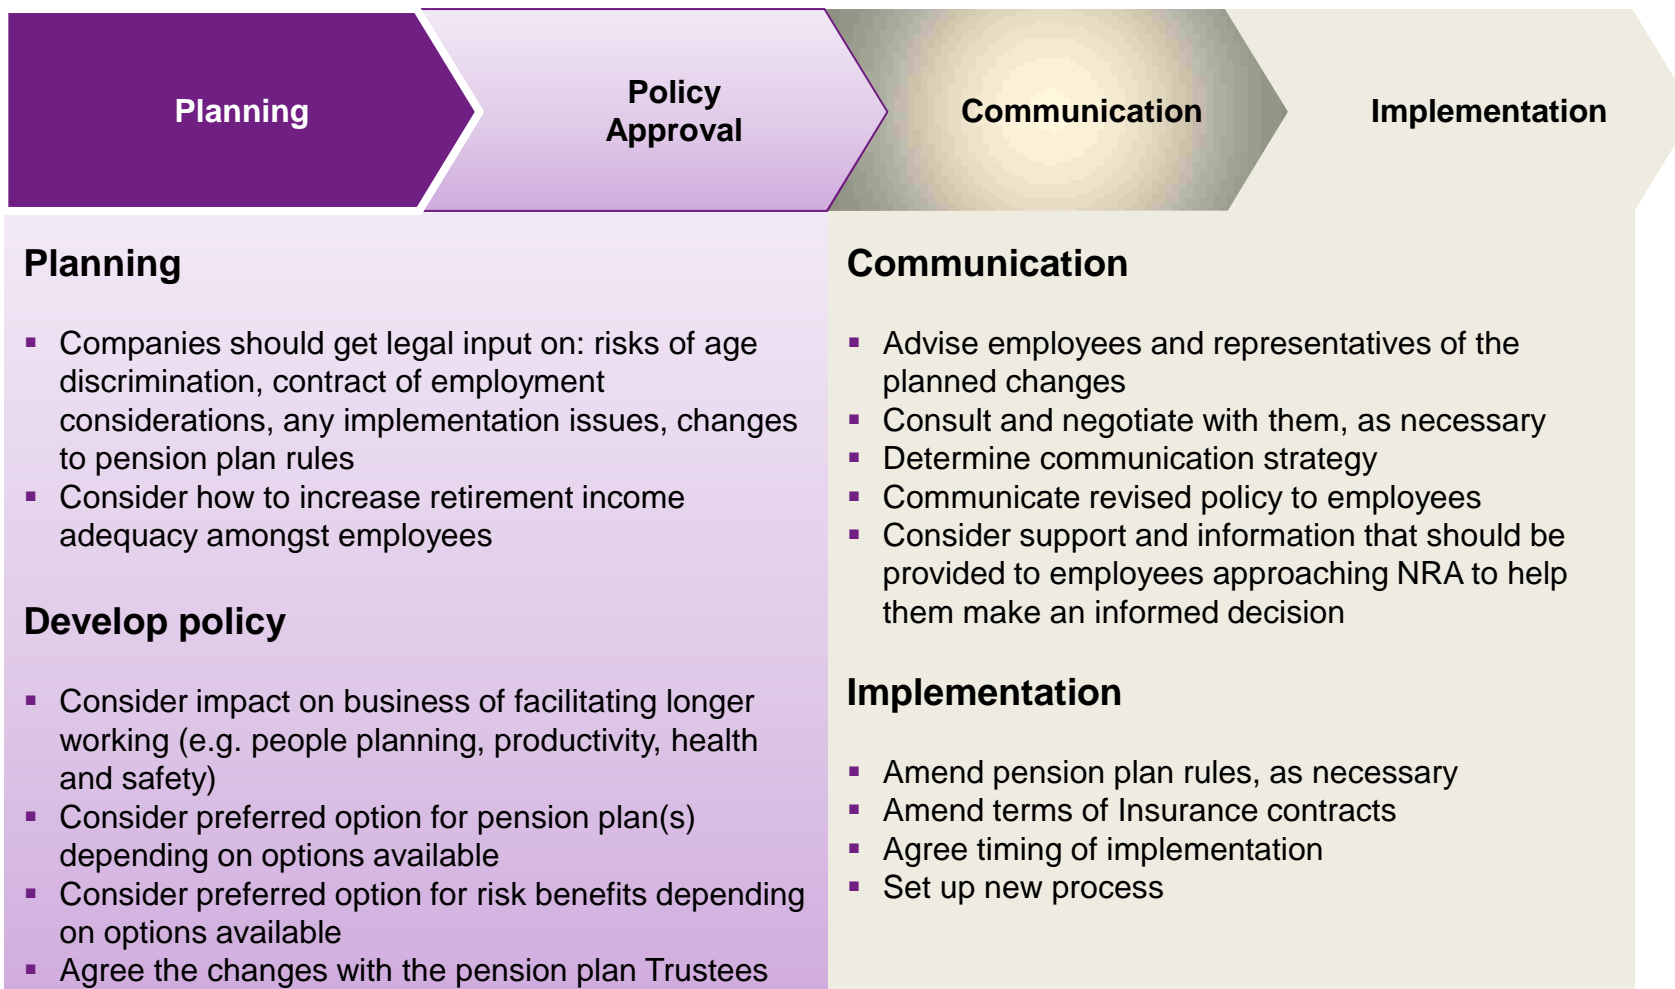 Planning
Policy
Approval
Communication
Implementation
Planning
▪ Companies should get legal input on: risks of age
discrimination, contract of employment
considerations, any implementation issues, changes
to pension plan rules
▪ Consider how to increase retirement income
adequacy amongst employees
Develop policy
▪ Consider impact on business of facilitating longer
working (e.g. people planning, productivity, health
and safety)
▪ Consider preferred option for pension plan(s)
depending on options available
▪ Consider preferred option for risk benefits depending
on options available
▪ Agree the changes with the pension plan Trustees
Communication
▪ Advise employees and representatives of the
planned changes
▪ Consult and negotiate with them, as necessary
▪ Determine communication strategy
▪ Communicate revised policy to employees
▪ Consider support and information that should be
provided to employees approaching NRA to help
them make an informed decision
Implementation
▪ Amend pension plan rules, as necessary
▪ Amend terms of Insurance contracts
▪ Agree timing of implementation
▪ Set up new process